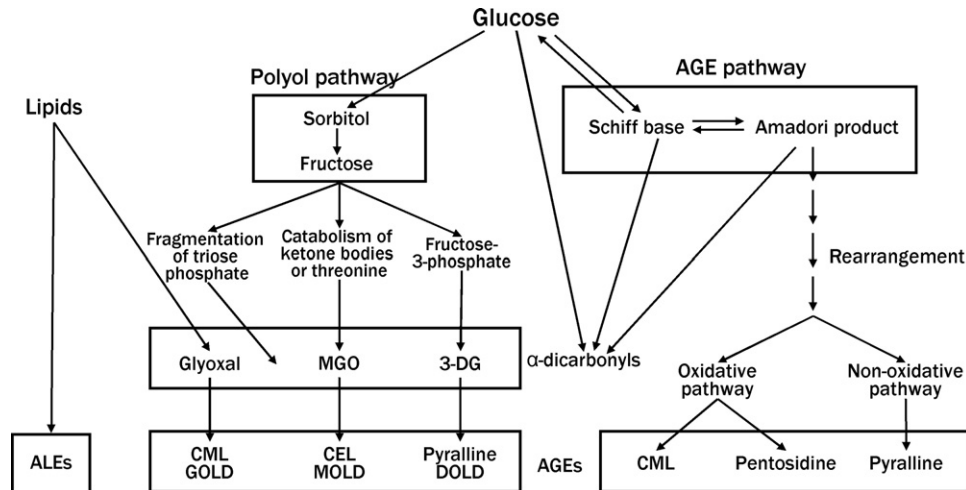 Glucose
Polyol pathway
AGE pathway
Lipids
Sorbitol
Fructose
Schiff base
Amadori product
Fragmentation
of triose
phosphate
Catabolism of
ketone bodies
or threonine
Fructose-
3-phosphate
Rearrangement
Glyoxal
MGO
3-DG
α-dicarbonyls
Oxidative
pathway
Non-oxidative
pathway
ALEs
CML
GOLD
CEL
MOLD
Pyralline
DOLD
AGEs
CML
Pentosidine
Pyralline